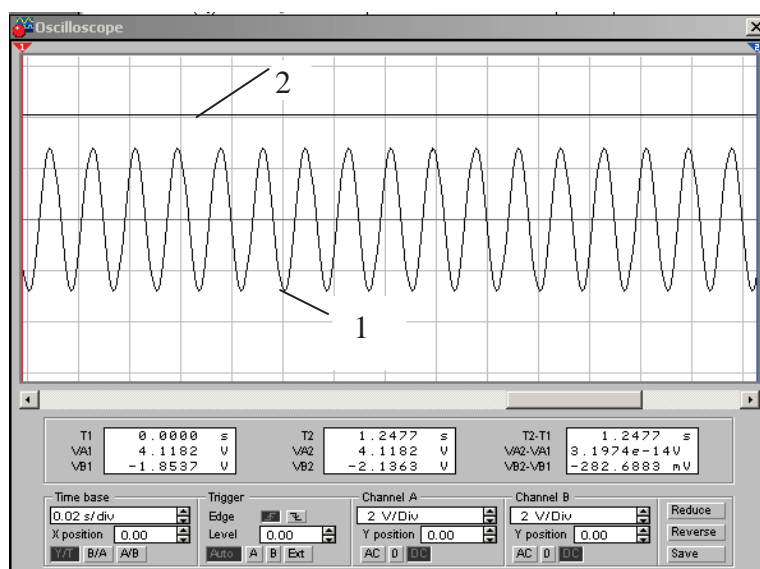 Oscilloscope
1
2
2
1
T1 0.0000 s
VA1 4.1182 V
VB1 -1.8537 V
T2 1.2477 s
VA2 4.1182 V
VB2 -2.1363 V
T2-T1 1.2477 s
VA2-VA1 3.1974e-14V
VB2-VB1 -282.6883 mV
Time base
0.02 s/div
X position 0.00
Y/T B/A A/B
Trigger
Edge
Level 0.00
Auto A B Ext
Channel A
2 V/Div
Y position 0.00
AC 0 DC
Channel B
2 V/Div
Y position 0.00
AC 0 DC
Reduce
Reverse
Save